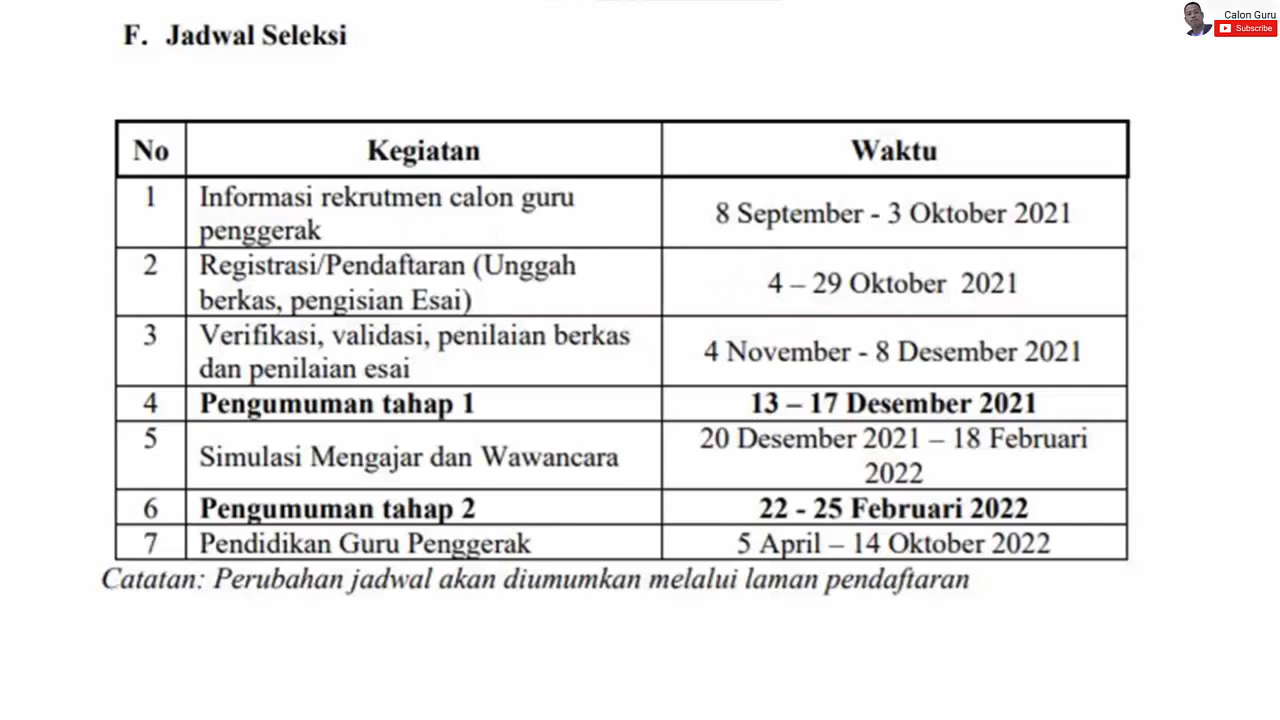 Calon Guru
Subscribe
F. Jadwal Seleksi
No Kegiatan Waktu
1 Informasi rekrutmen calon guru
penggerak
8 September - 3 Oktober 2021
2 Registrasi/Pendaftaran (Unggah
berkas, pengisian Esai)
4 – 29 Oktober 2021
3 Verifikasi, validasi, penilaian berkas
dan penilaian esai
4 November - 8 Desember 2021
4 Pengumuman tahap 1 13 – 17 Desember 2021
5 Simulasi Mengajar dan Wawancara
20 Desember 2021 – 18 Februari
2022
6 Pengumuman tahap 2 22 - 25 Februari 2022
7 Pendidikan Guru Penggerak 5 April – 14 Oktober 2022
Catatan: Perubahan jadwal akan diumumkan melalui laman pendaftaran